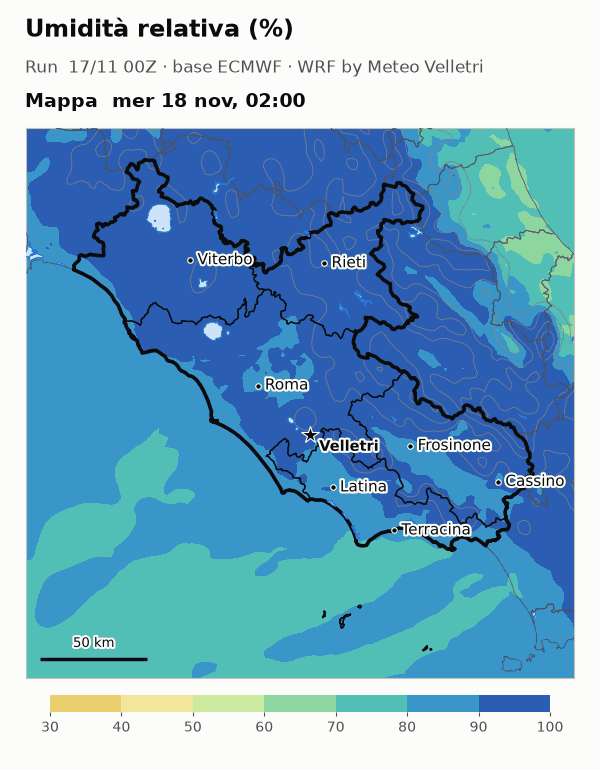 Umidità relativa (%)
Run  17/11 00Z · base ECMWF · WRF by Meteo Velletri
Mappa  mer 18 nov, 02:00
Viterbo
Rieti
Roma
Velletri
Frosinone
Cassino
Latina
Terracina
50 km
30 40 50 60 70 80 90 100